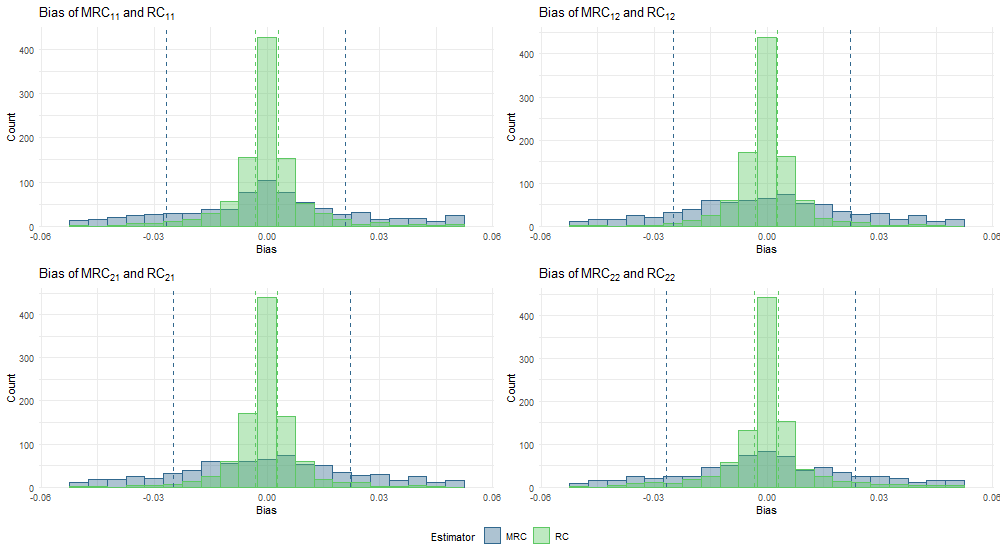 Bias of MRC₁₁ and RC₁₁
Count
400
300
200
100
0
-0.06 -0.03 0.00 0.03 0.06
Bias
Bias of MRC₁₂ and RC₁₂
Count
400
300
200
100
0
-0.06 -0.03 0.00 0.03 0.06
Bias
Bias of MRC₂₁ and RC₂₁
Count
400
300
200
100
0
-0.06 -0.03 0.00 0.03 0.06
Bias
Bias of MRC₂₂ and RC₂₂
Count
400
300
200
100
0
-0.06 -0.03 0.00 0.03 0.06
Bias
Estimator MRC RC